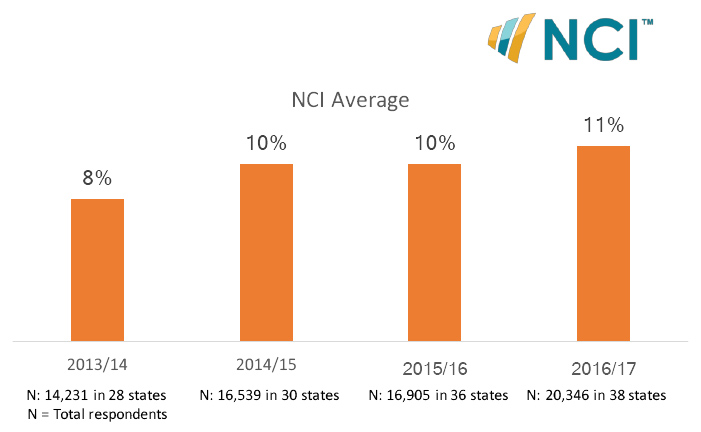 NCI™
NCI Average
8%
10%
10%
11%
2013/14
2014/15
2015/16
2016/17
N: 14,231 in 28 states
N = Total respondents
N: 16,539 in 30 states
N: 16,905 in 36 states
N: 20,346 in 38 states